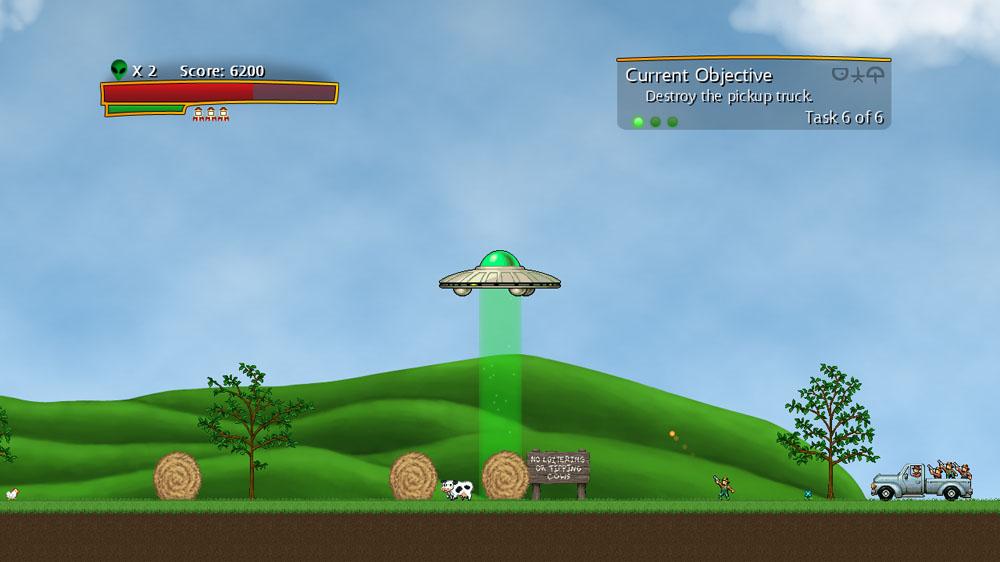 X 2 Score: 6200
Current Objective
Destroy the pickup truck.
Task 6 of 6
NO LOITERING
OR TIPPING
COWS